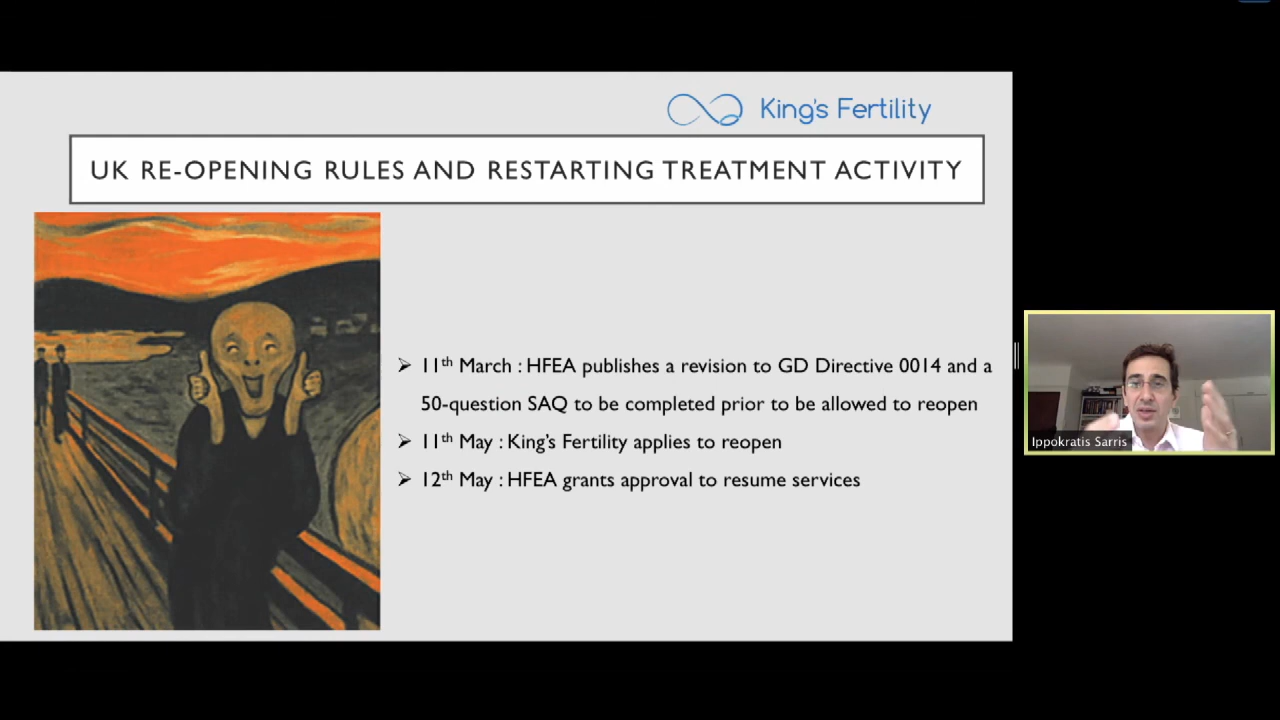 King's Fertility
UK RE-OPENING RULES AND RESTARTING TREATMENT ACTIVITY
11th March : HFEA publishes a revision to GD Directive 0014 and a
50-question SAQ to be completed prior to be allowed to reopen
11th May : King's Fertility applies to reopen
12th May : HFEA grants approval to resume services
Ippokratis Sarris